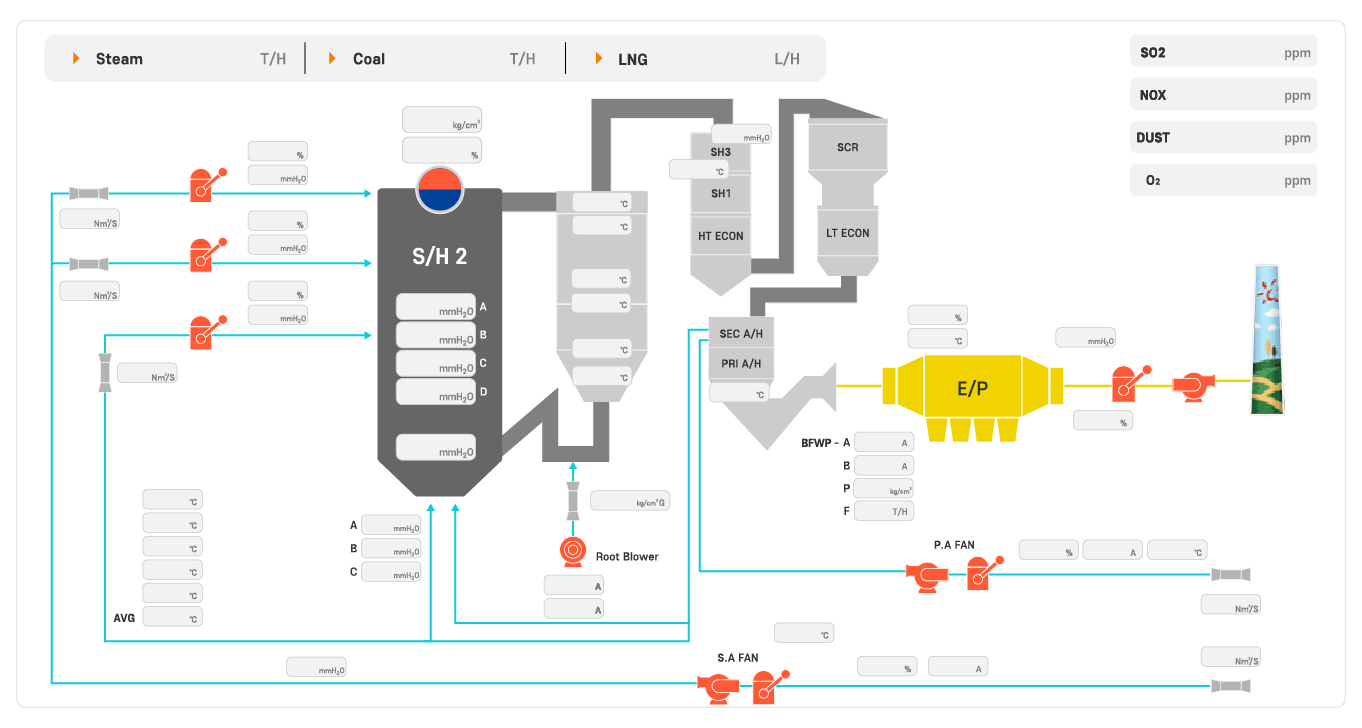 Steam T/H Coal T/H LNG L/H
SO2 ppm
NOX ppm
DUST ppm
O₂ ppm
kg/cm²
%
%
mmH₂O
Nm³/S
%
mmH₂O
Nm³/S
%
mmH₂O
Nm³/S
S/H 2
mmH₂O A
mmH₂O B
mmH₂O C
mmH₂O D
mmH₂O
℃
℃
℃
℃
℃
℃
mmH₂O
SH3
℃
SH1
HT ECON
SCR
LT ECON
SEC A/H
PRI A/H
℃
%
℃
mmH₂O
E/P
%
BFWP - A A
B A
P kg/cm²
F T/H
℃
℃
℃
℃
℃
AVG ℃
A mmH₂O
B mmH₂O
C mmH₂O
kg/cm²G
Root Blower
A
A
P.A FAN % A ℃
Nm³/S
℃
S.A FAN % A
Nm³/S
mmH₂O